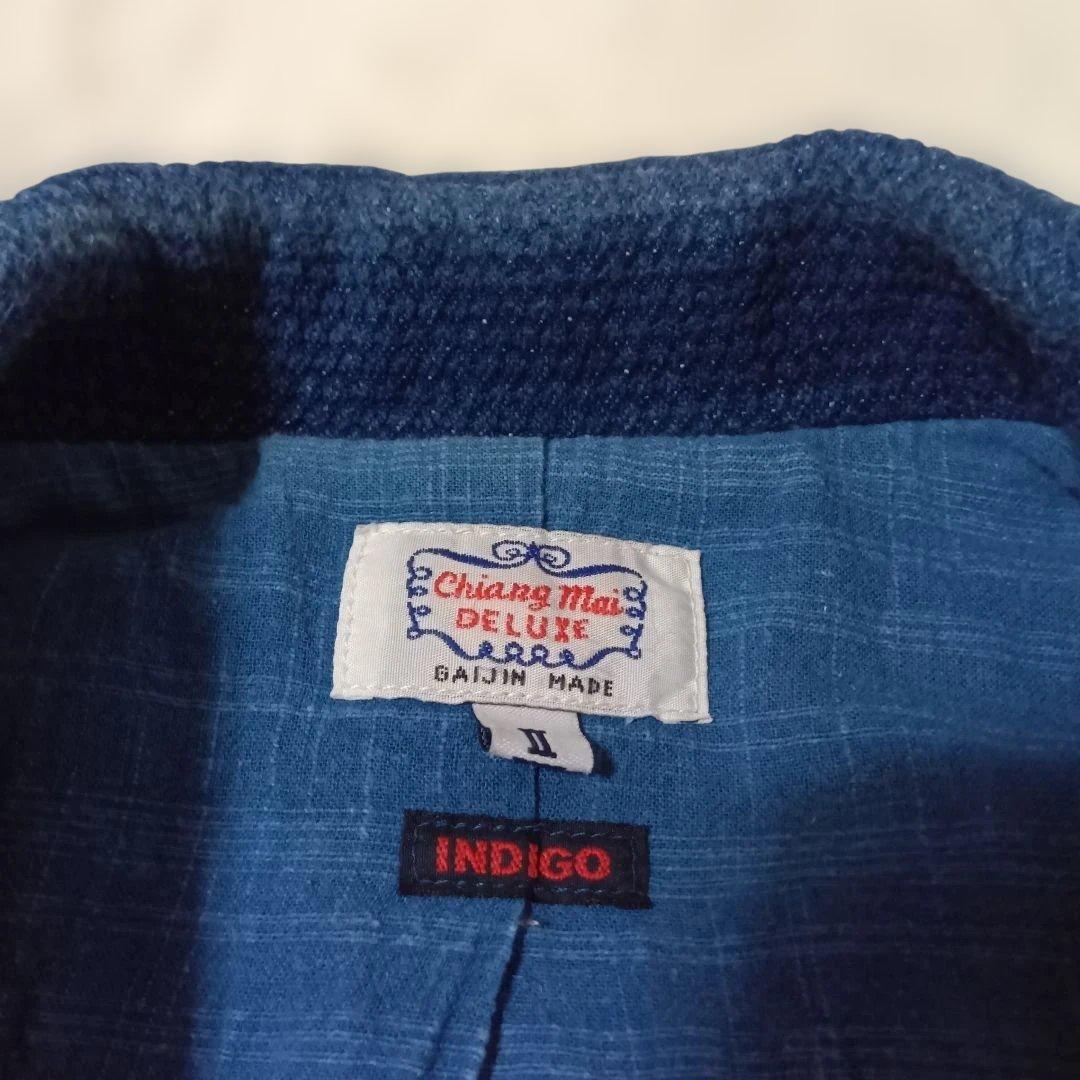 Chiang Mai
DELUXE
GAIJIN MADE
II
INDIGO